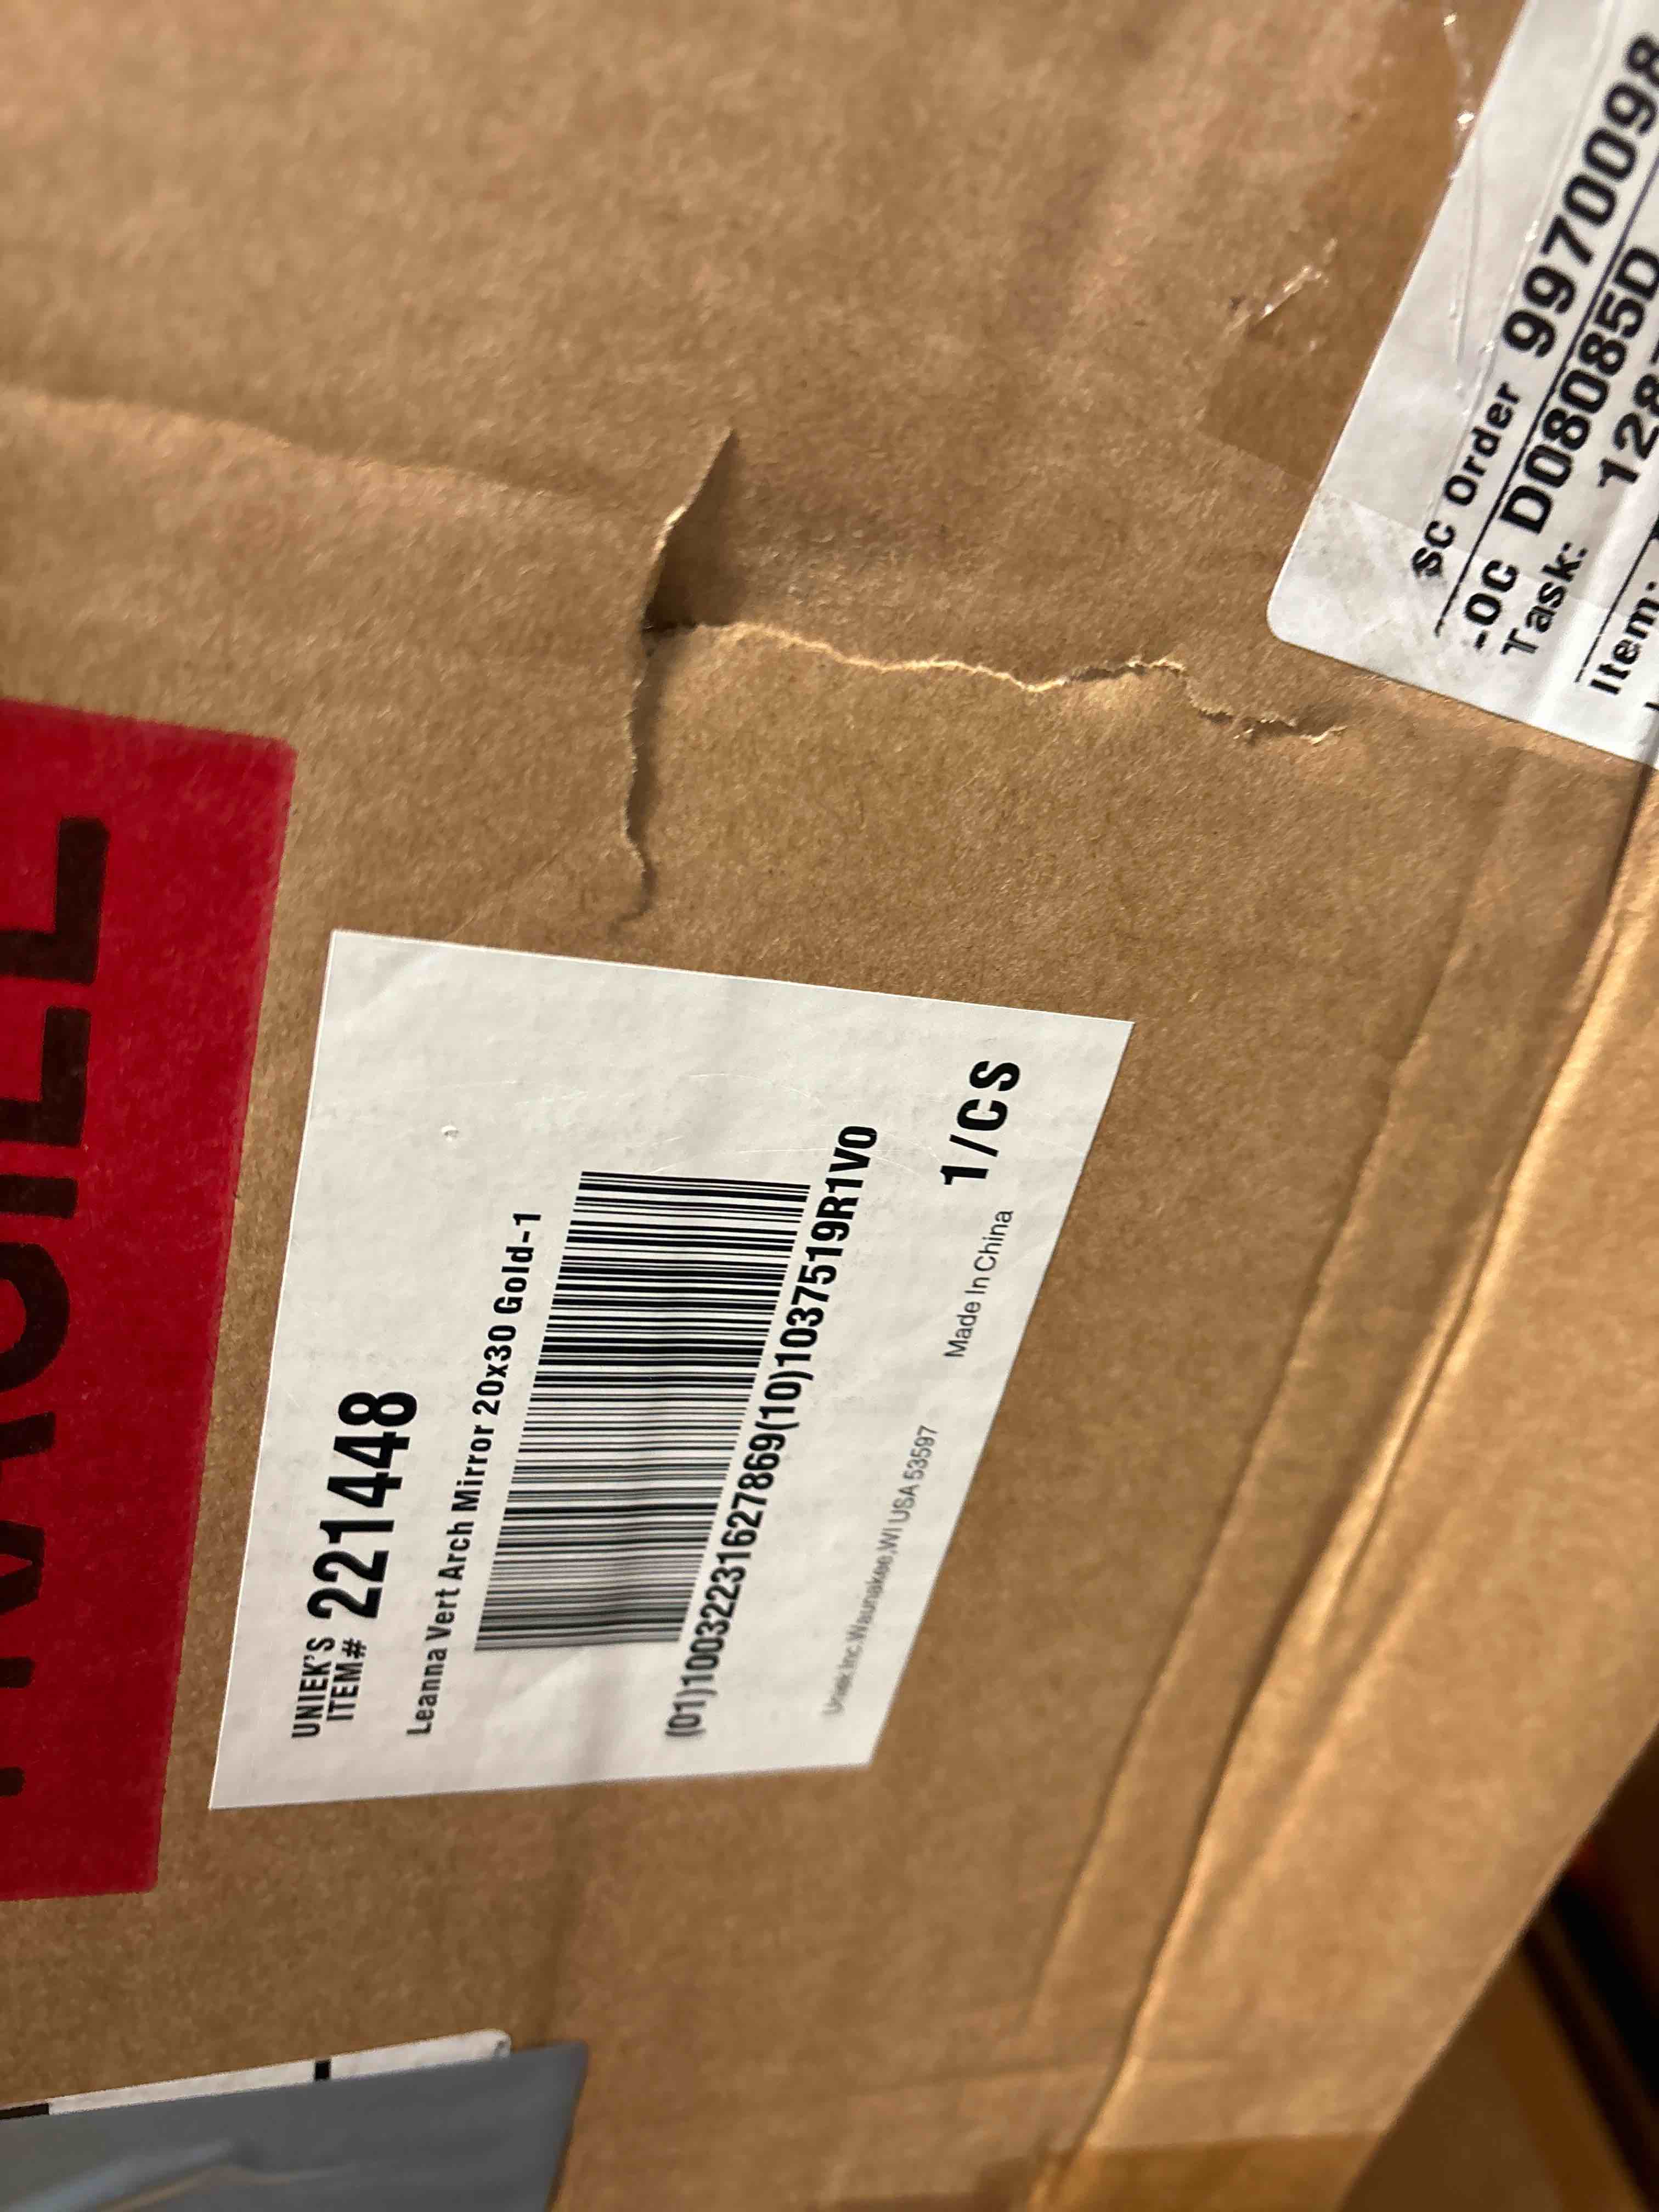 FRAGILE
UNIEK'S
ITEM# 221448
Leanna Vert Arch Mirror 20x30 Gold-1
(01)10032231627869(10)1037519R1V0
Uniek Inc.Waunakee,WI USA 53597 Made In China 1/CS
SC Order 99700098
-OC D08085D
Task:
Item: